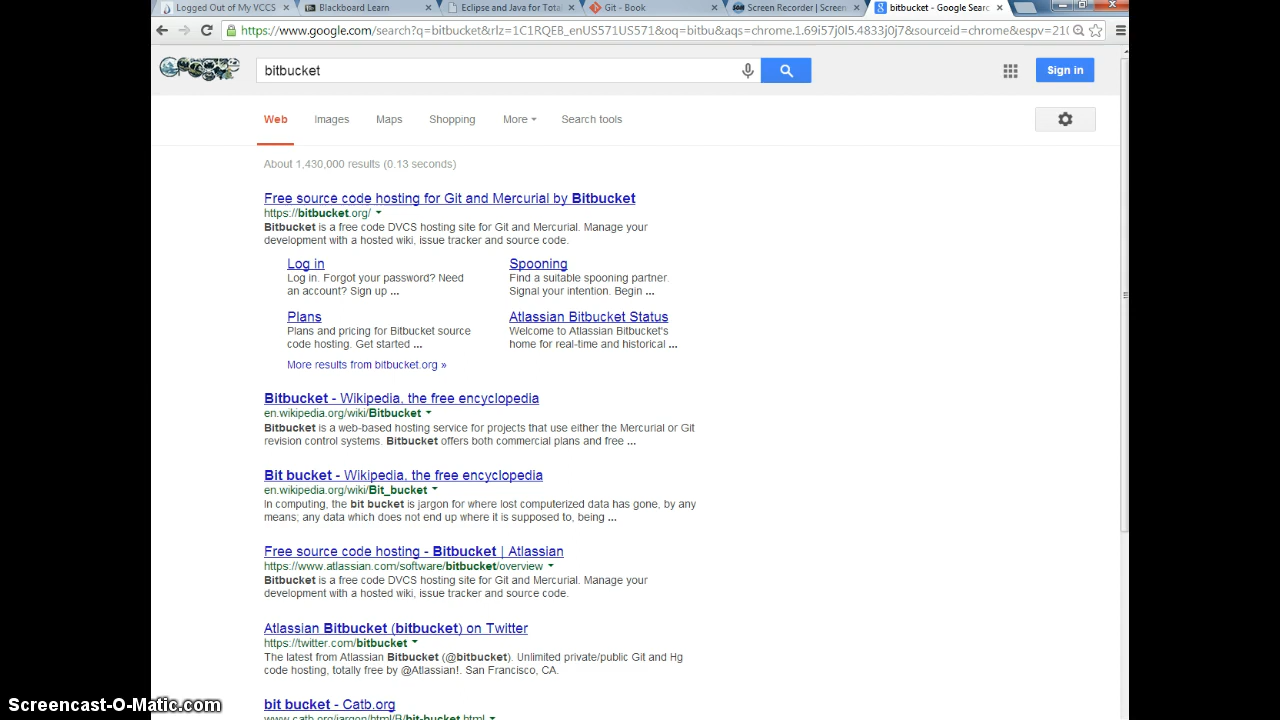 Logged Out of My VCCS
Blackboard Learn
Eclipse and Java for Tota
Git - Book
Screen Recorder | Screen
bitbucket - Google Searc
https://www.google.com/search?q=bitbucket&rlz=1C1RQEB_enUS571US571&oq=bitbu&aqs=chrome.1.69i57j0l5.4833j0j7&sourceid=chrome&espv=210
bitbucket
Sign in
Web Images Maps Shopping More Search tools
About 1,430,000 results (0.13 seconds)
Free source code hosting for Git and Mercurial by Bitbucket
https://bitbucket.org/
Bitbucket is a free code DVCS hosting site for Git and Mercurial. Manage your
development with a hosted wiki, issue tracker and source code.
Log in
Log in. Forgot your password? Need
an account? Sign up ...
Spooning
Find a suitable spooning partner.
Signal your intention. Begin ...
Plans
Plans and pricing for Bitbucket source
code hosting. Get started ...
Atlassian Bitbucket Status
Welcome to Atlassian Bitbucket's
home for real-time and historical ...
More results from bitbucket.org »
Bitbucket - Wikipedia, the free encyclopedia
en.wikipedia.org/wiki/Bitbucket
Bitbucket is a web-based hosting service for projects that use either the Mercurial or Git
revision control systems. Bitbucket offers both commercial plans and free ...
Bit bucket - Wikipedia, the free encyclopedia
en.wikipedia.org/wiki/Bit_bucket
In computing, the bit bucket is jargon for where lost computerized data has gone, by any
means; any data which does not end up where it is supposed to, being ...
Free source code hosting - Bitbucket | Atlassian
https://www.atlassian.com/software/bitbucket/overview
Bitbucket is a free code DVCS hosting site for Git and Mercurial. Manage your
development with a hosted wiki, issue tracker and source code.
Atlassian Bitbucket (bitbucket) on Twitter
https://twitter.com/bitbucket
The latest from Atlassian Bitbucket (@bitbucket). Unlimited private/public Git and Hg
code hosting, totally free by @Atlassian!. San Francisco, CA.
bit bucket - Catb.org
www.catb.org/jargon/html/B/bit-bucket.html
Screencast-O-Matic.com